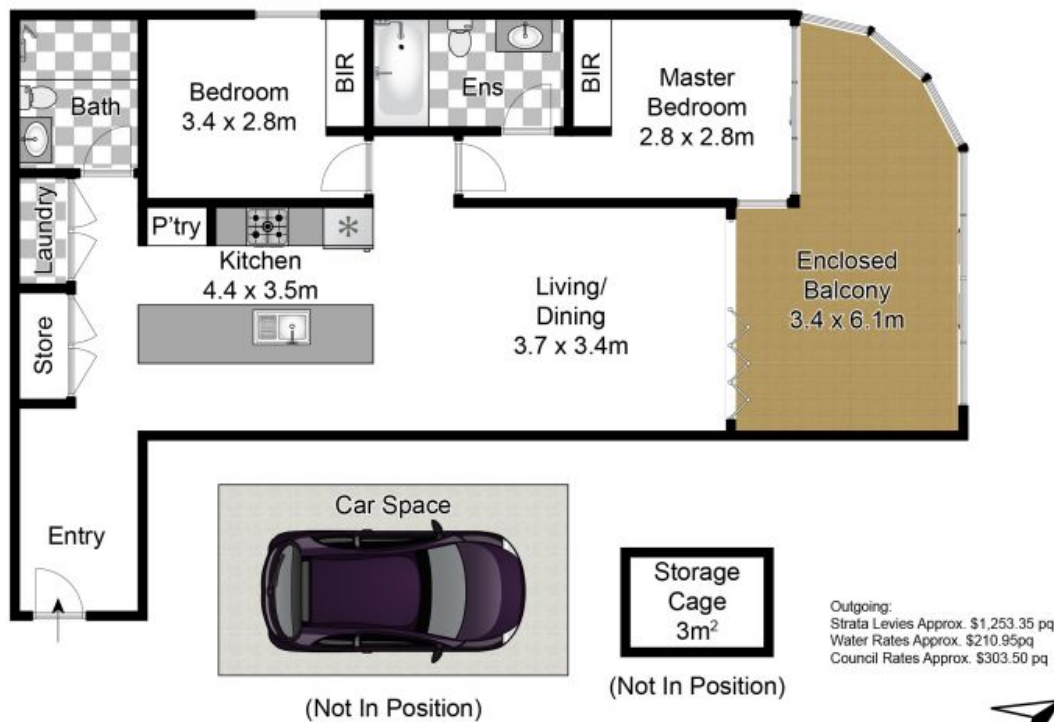 Bath
Bedroom
3.4 x 2.8m
BIR
Ens
BIR
Master
Bedroom
2.8 x 2.8m
Laundry
P'try
Kitchen
4.4 x 3.5m
Living/
Dining
3.7 x 3.4m
Enclosed
Balcony
3.4 x 6.1m
Store
Entry
Car Space
(Not In Position)
Storage
Cage
3m²
(Not In Position)
Outgoing:
Strata Levies Approx. $1,253.35 pq
Water Rates Approx. $210.95pq
Council Rates Approx. $303.50 pq